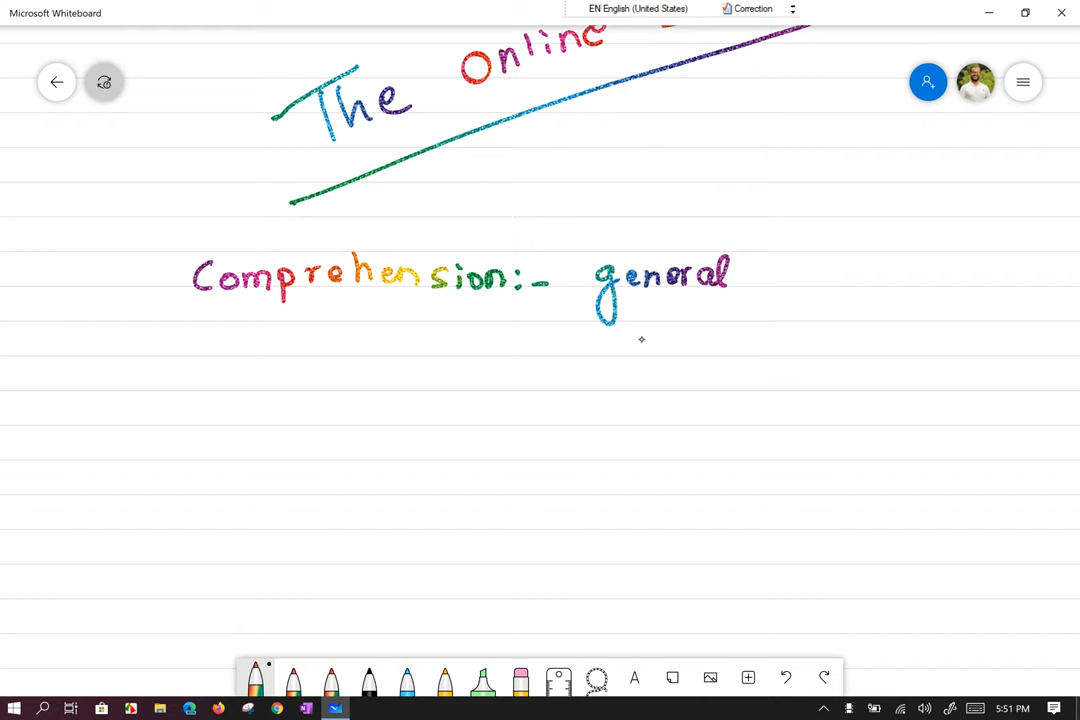 Microsoft Whiteboard
EN English (United States) Correction
The Online
Comprehension:- general
A
5:51 PM